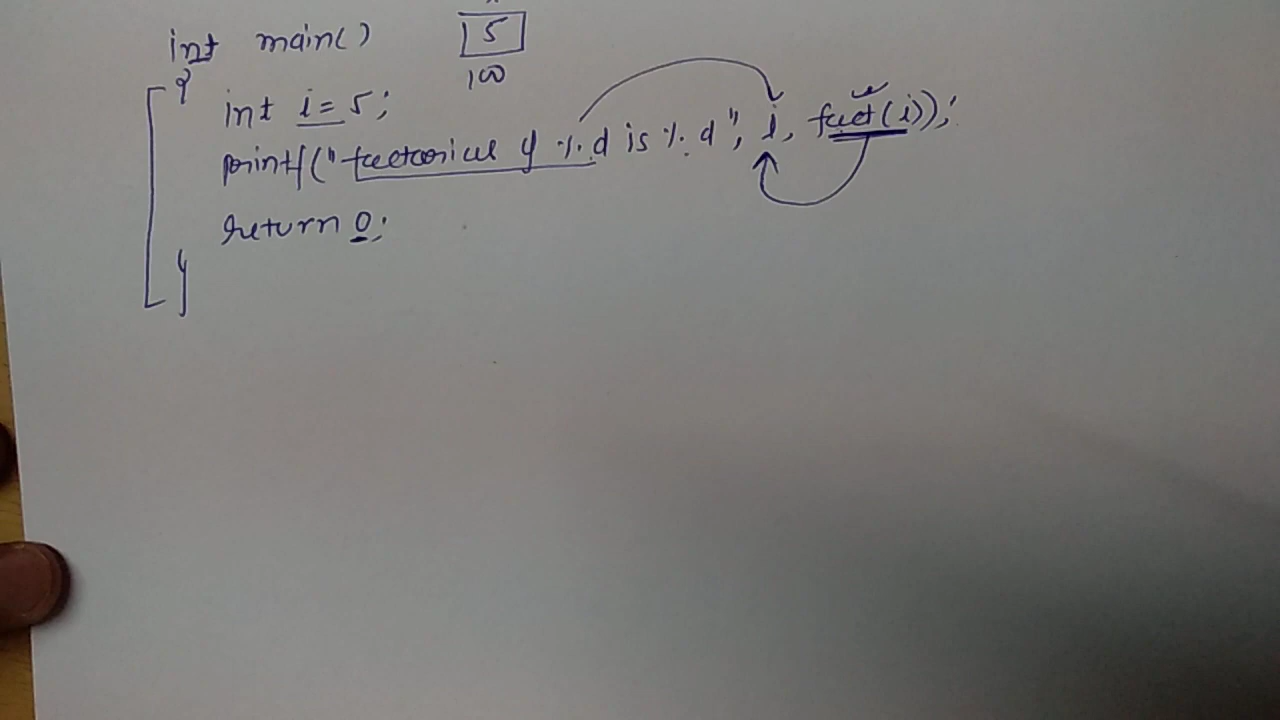 int main() 5
100
{
int i = 5;
printf("factorial of %d is %d", i, fact(i));
return 0;
}